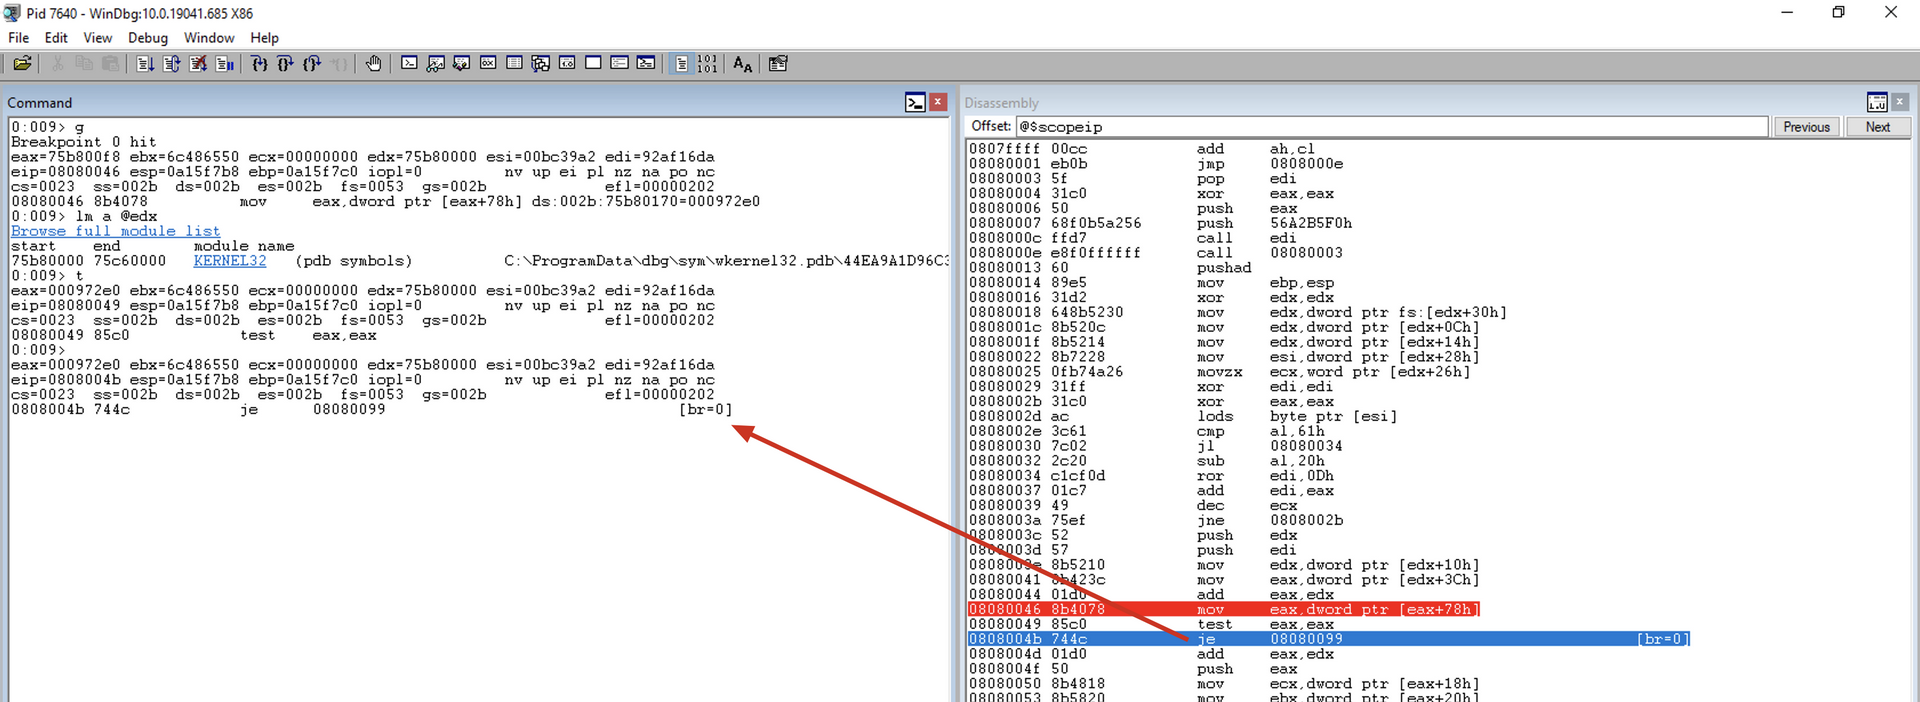 Pid 7640 - WinDbg:10.0.19041.685 X86
File Edit View Debug Window Help
Command
0:009> g
Breakpoint 0 hit
eax=75b800f8 ebx=6c486550 ecx=00000000 edx=75b80000 esi=00bc39a2 edi=92af16da
eip=08080046 esp=0a15f7b8 ebp=0a15f7c0 iopl=0 nv up ei pl nz na po nc
cs=0023 ss=002b ds=002b es=002b fs=0053 gs=002b efl=00000202
08080046 8b4078 mov eax,dword ptr [eax+78h] ds:002b:75b80170=000972e0
0:009> lm a @edx
Browse full module list
start end module name
75b80000 75c60000 KERNEL32 (pdb symbols) C:\ProgramData\dbg\sym\wkernel32.pdb\44EA9A1D96C3
0:009> t
eax=000972e0 ebx=6c486550 ecx=00000000 edx=75b80000 esi=00bc39a2 edi=92af16da
eip=08080049 esp=0a15f7b8 ebp=0a15f7c0 iopl=0 nv up ei pl nz na po nc
cs=0023 ss=002b ds=002b es=002b fs=0053 gs=002b efl=00000202
08080049 85c0 test eax,eax
0:009>
eax=000972e0 ebx=6c486550 ecx=00000000 edx=75b80000 esi=00bc39a2 edi=92af16da
eip=0808004b esp=0a15f7b8 ebp=0a15f7c0 iopl=0 nv up ei pl nz na po nc
cs=0023 ss=002b ds=002b es=002b fs=0053 gs=002b efl=00000202
0808004b 744c je 08080099 [br=0]
Disassembly
Offset: @$scopeip Previous Next
0807ffff 00cc add ah,cl
08080001 eb0b jmp 0808000e
08080003 5f pop edi
08080004 31c0 xor eax,eax
08080006 50 push eax
08080007 68f0b5a256 push 56A2B5F0h
0808000c ffd7 call edi
0808000e e8f0ffffff call 08080003
08080013 60 pushad
08080014 89e5 mov ebp,esp
08080016 31d2 xor edx,edx
08080018 648b5230 mov edx,dword ptr fs:[edx+30h]
0808001c 8b520c mov edx,dword ptr [edx+0Ch]
0808001f 8b5214 mov edx,dword ptr [edx+14h]
08080022 8b7228 mov esi,dword ptr [edx+28h]
08080025 0fb74a26 movzx ecx,word ptr [edx+26h]
08080029 31ff xor edi,edi
0808002b 31c0 xor eax,eax
0808002d ac lods byte ptr [esi]
0808002e 3c61 cmp al,61h
08080030 7c02 jl 08080034
08080032 2c20 sub al,20h
08080034 c1cf0d ror edi,0Dh
08080037 01c7 add edi,eax
08080039 49 dec ecx
0808003a 75ef jne 0808002b
0808003c 52 push edx
0808003d 57 push edi
0808003e 8b5210 mov edx,dword ptr [edx+10h]
08080041 8b423c mov eax,dword ptr [edx+3Ch]
08080044 01d0 add eax,edx
08080046 8b4078 mov eax,dword ptr [eax+78h]
08080049 85c0 test eax,eax
0808004b 744c je 08080099 [br=0]
0808004d 01d0 add eax,edx
0808004f 50 push eax
08080050 8b4818 mov ecx,dword ptr [eax+18h]
08080053 8b5820 mov ebx,dword ptr [eax+20h]